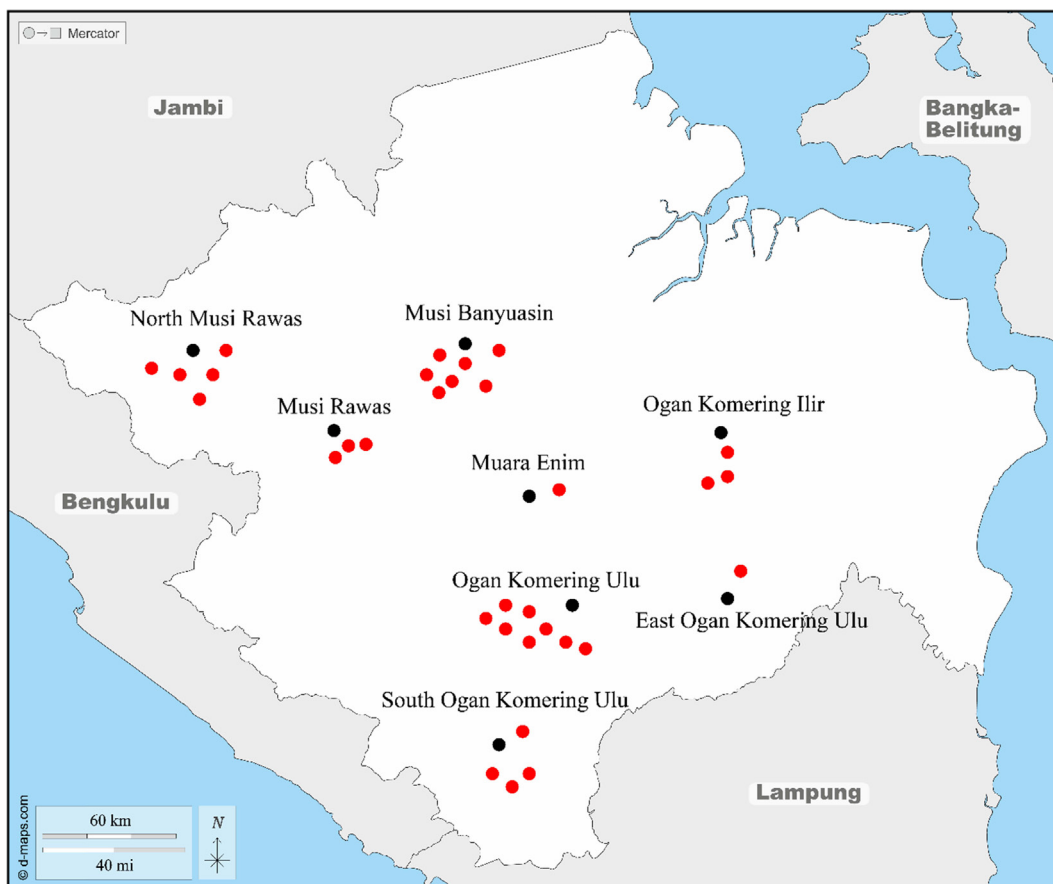 Mercator
Jambi
Bangka-
Belitung
North Musi Rawas
Musi Banyuasin
Musi Rawas
Ogan Komering Ilir
Muara Enim
Bengkulu
Ogan Komering Ulu
East Ogan Komering Ulu
South Ogan Komering Ulu
Lampung
© d-maps.com
60 km
40 mi
N